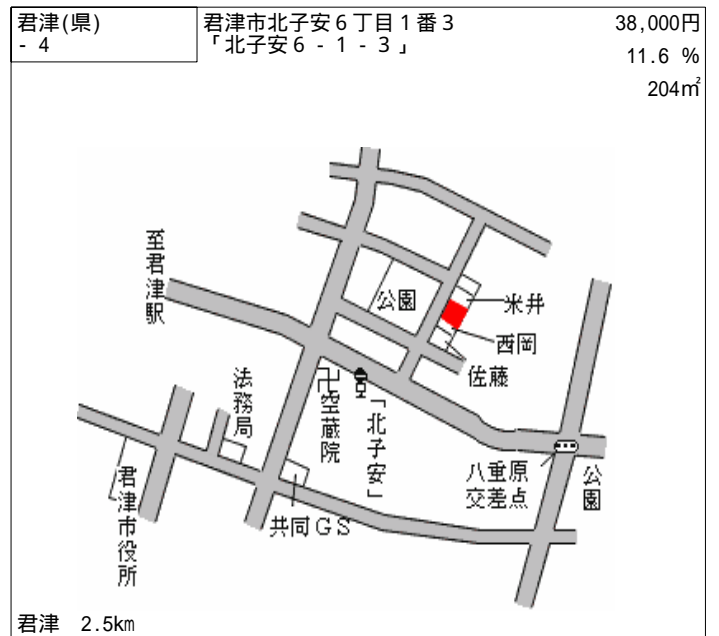 君津(県)
- 4
君津市北子安６丁目１番３
「北子安６‐１‐３」
38,000円
11.6 %
204㎡
至君津駅
公園
米井
西岡
佐藤
法務局
空蔵院
「北子安」
八重原
交差点
公園
君津市役所
共同ＧＳ
君津 2.5km